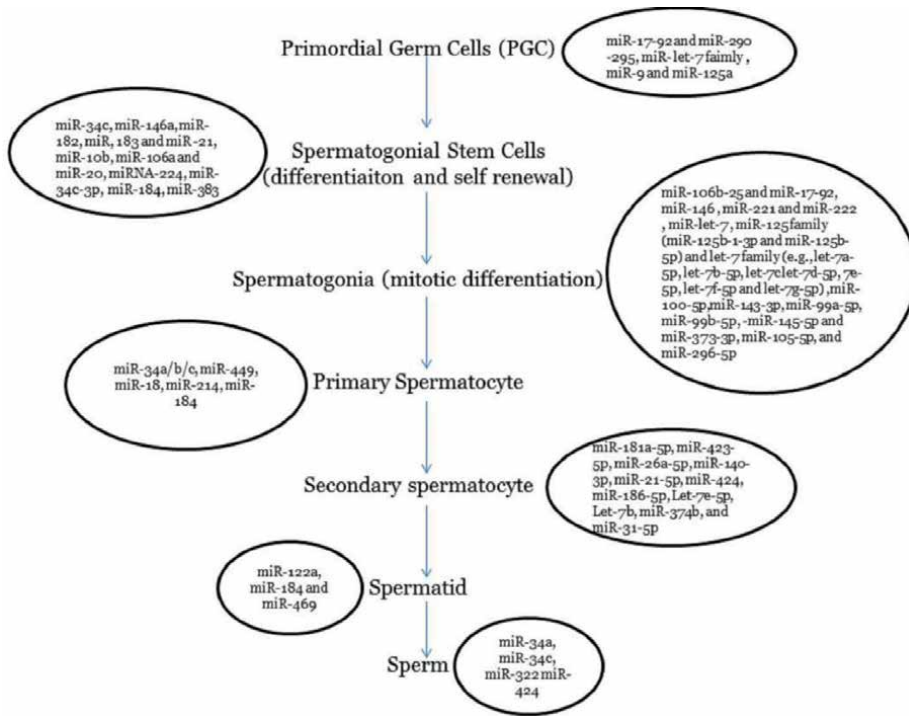 Primordial Germ Cells (PGC)
miR-17-92 and miR-290
-295, miR- let-7 faimly ,
miR-9 and miR-125a
miR-34c, miR-146a, miR-
182, miR, 183 and miR-21,
miR-10b, miR-106a and
miR-20, miRNA-224, miR-
34c-3p, miR-184, miR-383
Spermatogonial Stem Cells
(differentiaiton and self renewal)
miR-106b-25 and miR-17-92,
miR-146 , miR-221 and miR-222
, miR-let-7, miR-125 family
(miR-125b-1-3p and miR-125b-
5p) and let-7 family (e.g., let-7a-
5p, let-7b-5p, let-7clet-7d-5p, 7e-
5p, let-7f-5p and let-7g-5p) ,miR-
100-5p,miR-143-3p, miR-99a-5p,
miR-99b-5p, -miR-145-5p and
miR-373-3p, miR-105-5p, and
miR-296-5p
Spermatogonia (mitotic differentiation)
miR-34a/b/c, miR-449,
miR-18, miR-214, miR-
184
Primary Spermatocyte
miR-181a-5p, miR-423-
5p, miR-26a-5p, miR-140-
3p, miR-21-5p, miR-424,
miR-186-5p, Let-7e-5p,
Let-7b, miR-374b, and
miR-31-5p
Secondary spermatocyte
miR-122a,
miR-184 and
miR-469
Spermatid
Sperm
miR-34a,
miR-34c,
miR-322 miR-
424